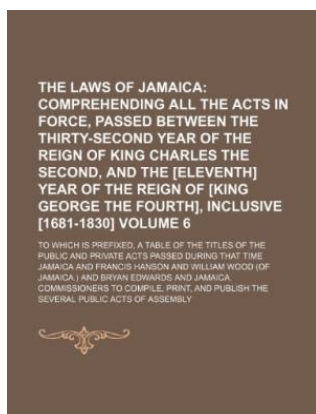 THE LAWS OF JAMAICA:
COMPREHENDING ALL THE ACTS IN
FORCE, PASSED BETWEEN THE
THIRTY-SECOND YEAR OF THE
REIGN OF KING CHARLES THE
SECOND, AND THE [ELEVENTH]
YEAR OF THE REIGN OF [KING
GEORGE THE FOURTH], INCLUSIVE
[1681-1830] VOLUME 6
TO WHICH IS PREFIXED, A TABLE OF THE TITLES OF THE
PUBLIC AND PRIVATE ACTS PASSED DURING THAT TIME
JAMAICA AND FRANCIS HANSON AND WILLIAM WOOD (OF
JAMAICA.) AND BRYAN EDWARDS AND JAMAICA.
COMMISSIONERS TO COMPILE, PRINT, AND PUBLISH THE
SEVERAL PUBLIC ACTS OF ASSEMBLY